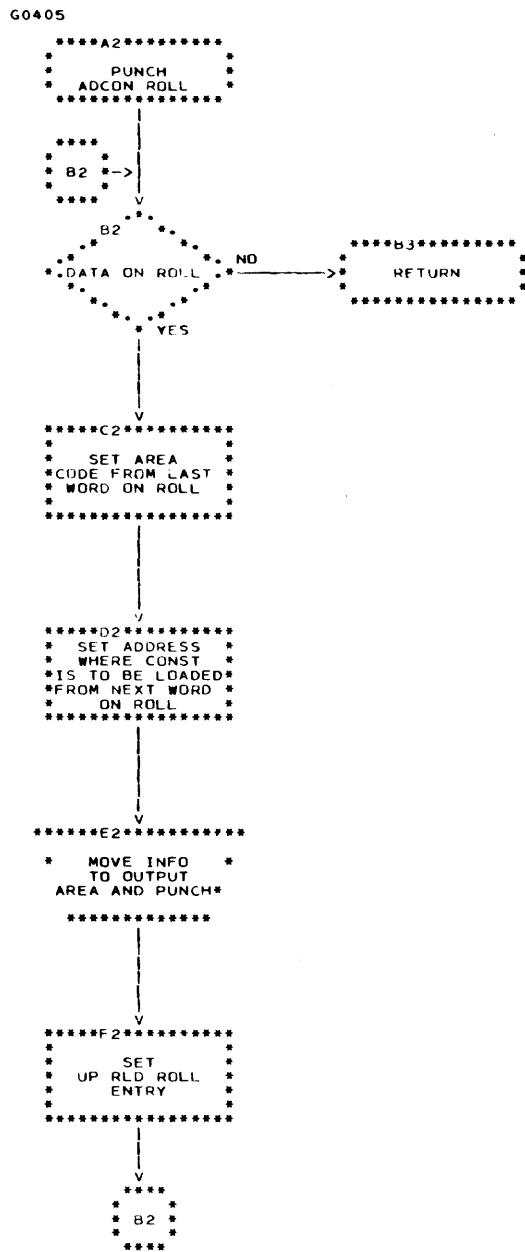 G0405
A2
PUNCH
ADCON ROLL
B2
B2
DATA ON ROLL
NO
B3
RETURN
YES
C2
SET AREA
CODE FROM LAST
WORD ON ROLL
D2
SET ADDRESS
WHERE CONST
IS TO BE LOADED
FROM NEXT WORD
ON ROLL
E2
MOVE INFO
TO OUTPUT
AREA AND PUNCH
F2
SET
UP RLD ROLL
ENTRY
B2